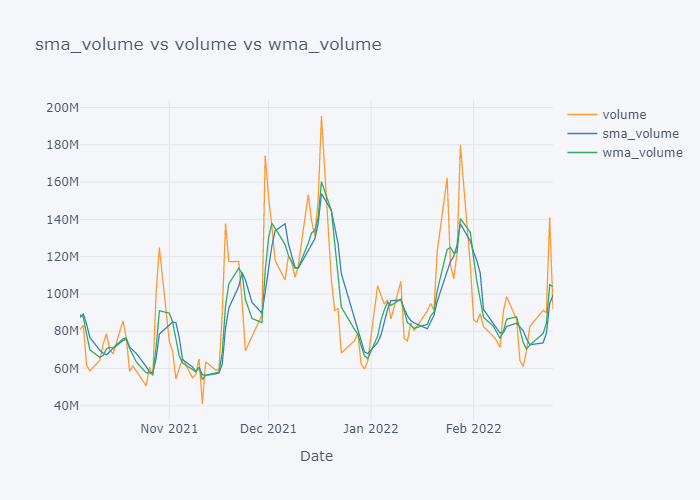 sma_volume vs volume vs wma_volume
200M
180M
160M
140M
120M
100M
80M
60M
40M
volume
sma_volume
wma_volume
Nov 2021
Dec 2021
Jan 2022
Feb 2022
Date